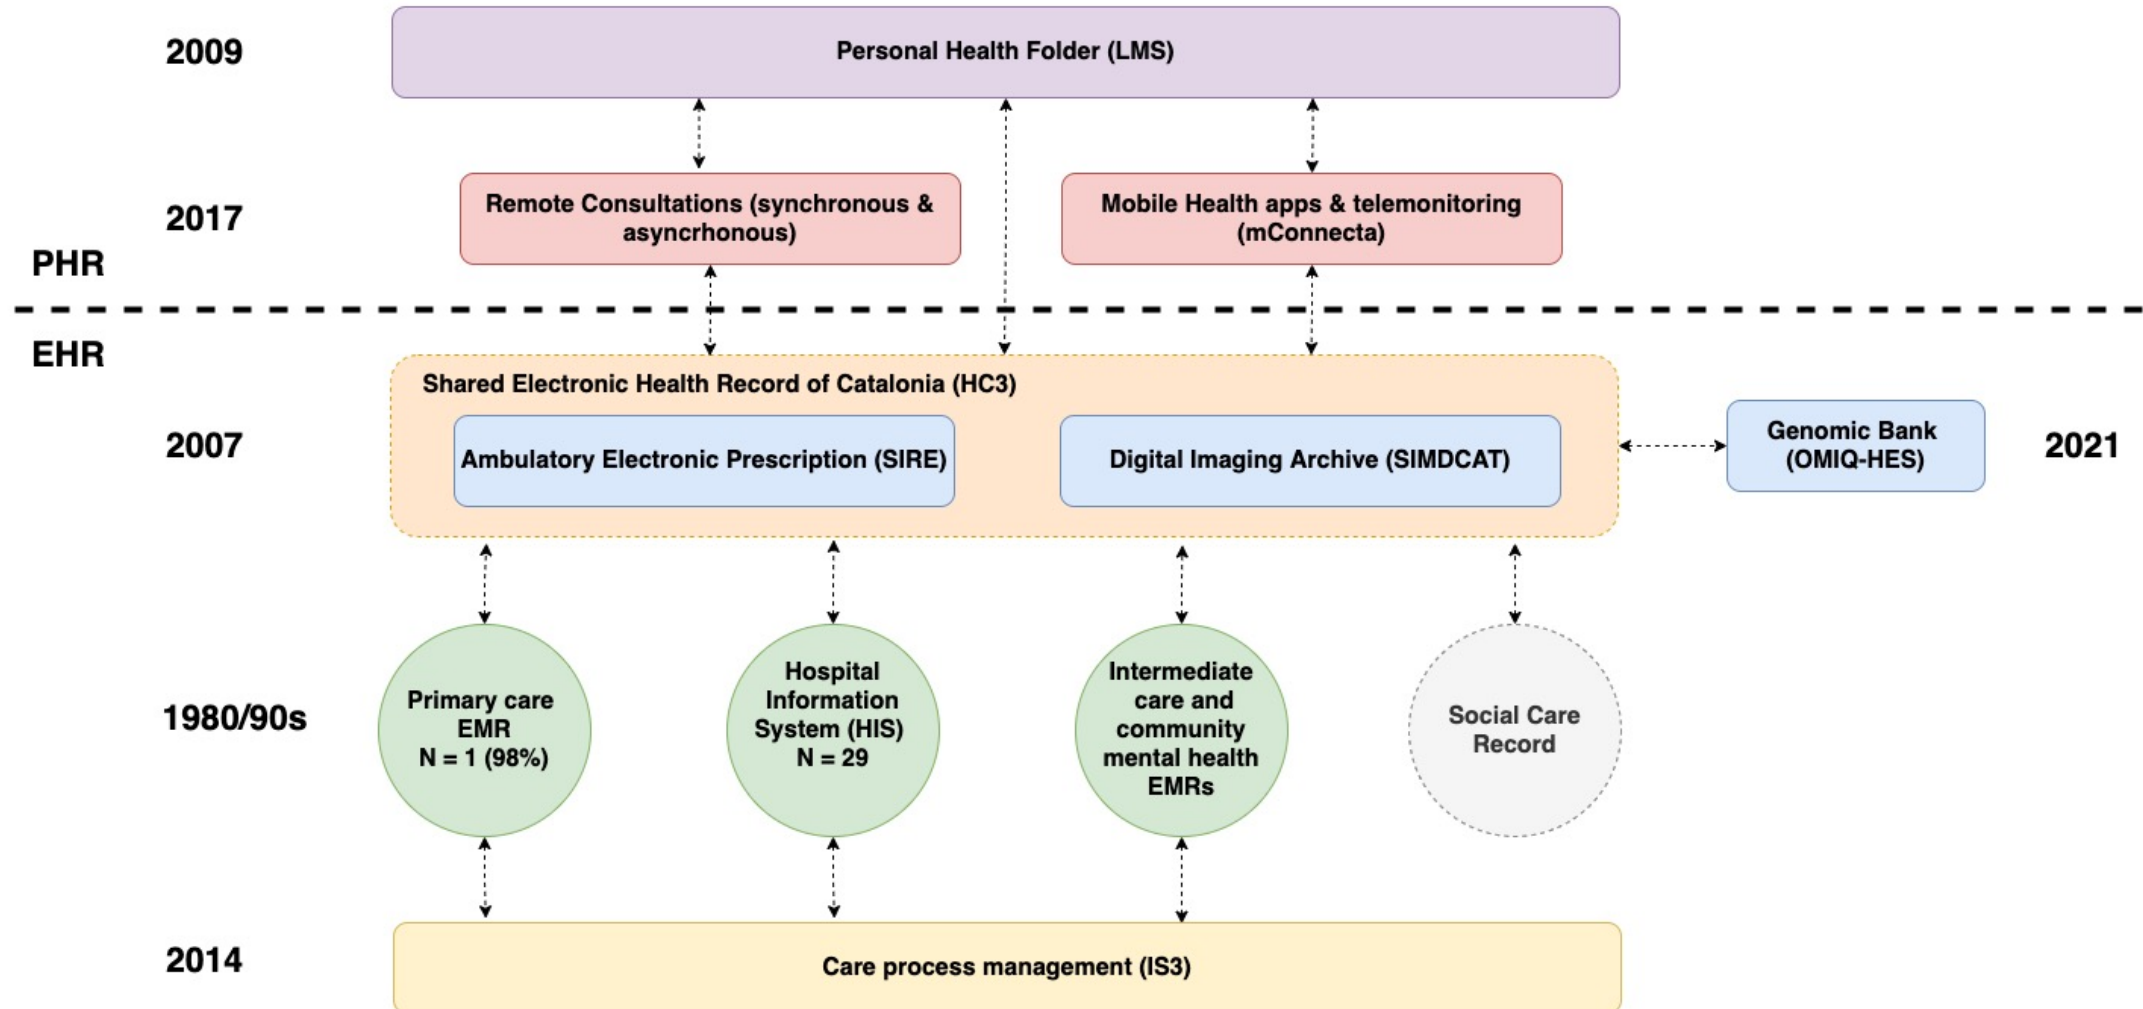 2009
Personal Health Folder (LMS)
2017
Remote Consultations (synchronous &
asyncrhonous)
Mobile Health apps & telemonitoring
(mConnecta)
PHR
EHR
Shared Electronic Health Record of Catalonia (HC3)
2007
Ambulatory Electronic Prescription (SIRE)
Digital Imaging Archive (SIMDCAT)
Genomic Bank
(OMIQ-HES)
2021
1980/90s
Primary care
EMR
N = 1 (98%)
Hospital
Information
System (HIS)
N = 29
Intermediate
care and
community
mental health
EMRs
Social Care
Record
2014
Care process management (IS3)